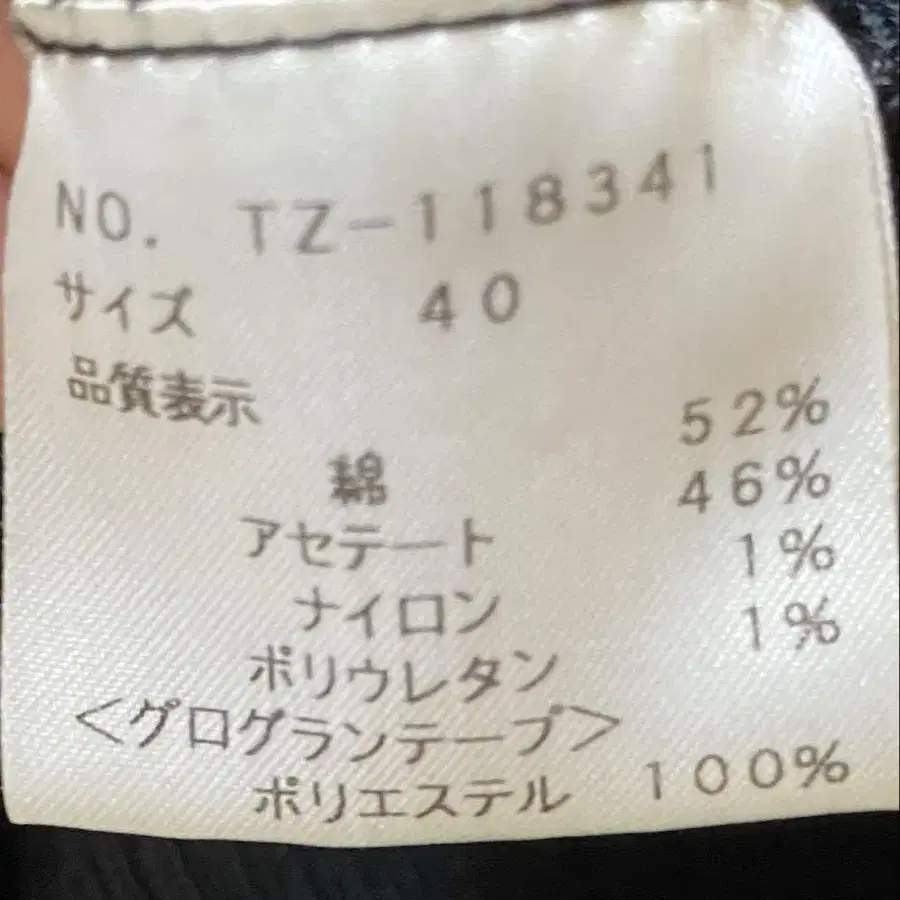 NO. TZ-118341
サイズ 40
品質表示
綿 52%
アセテート 46%
ナイロン 1%
ポリウレタン 1%
<グログランテープ>
ポリエステル 100%